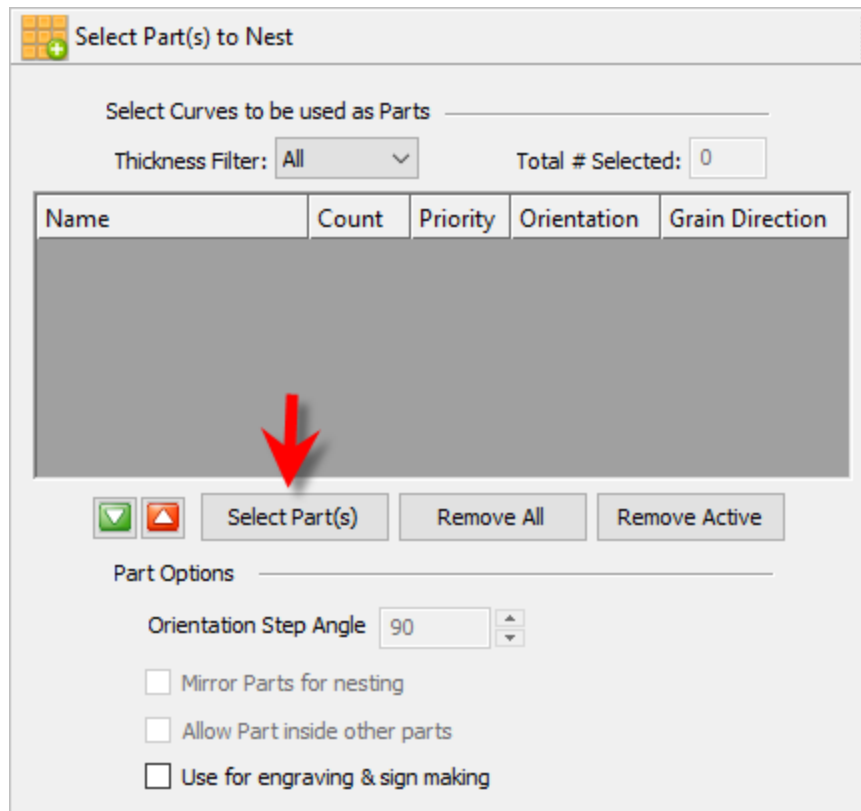 Select Part(s) to Nest
Select Curves to be used as Parts
Thickness Filter: All Total # Selected: 0
Name Count Priority Orientation Grain Direction
Select Part(s) Remove All Remove Active
Part Options
Orientation Step Angle 90
Mirror Parts for nesting
Allow Part inside other parts
Use for engraving & sign making